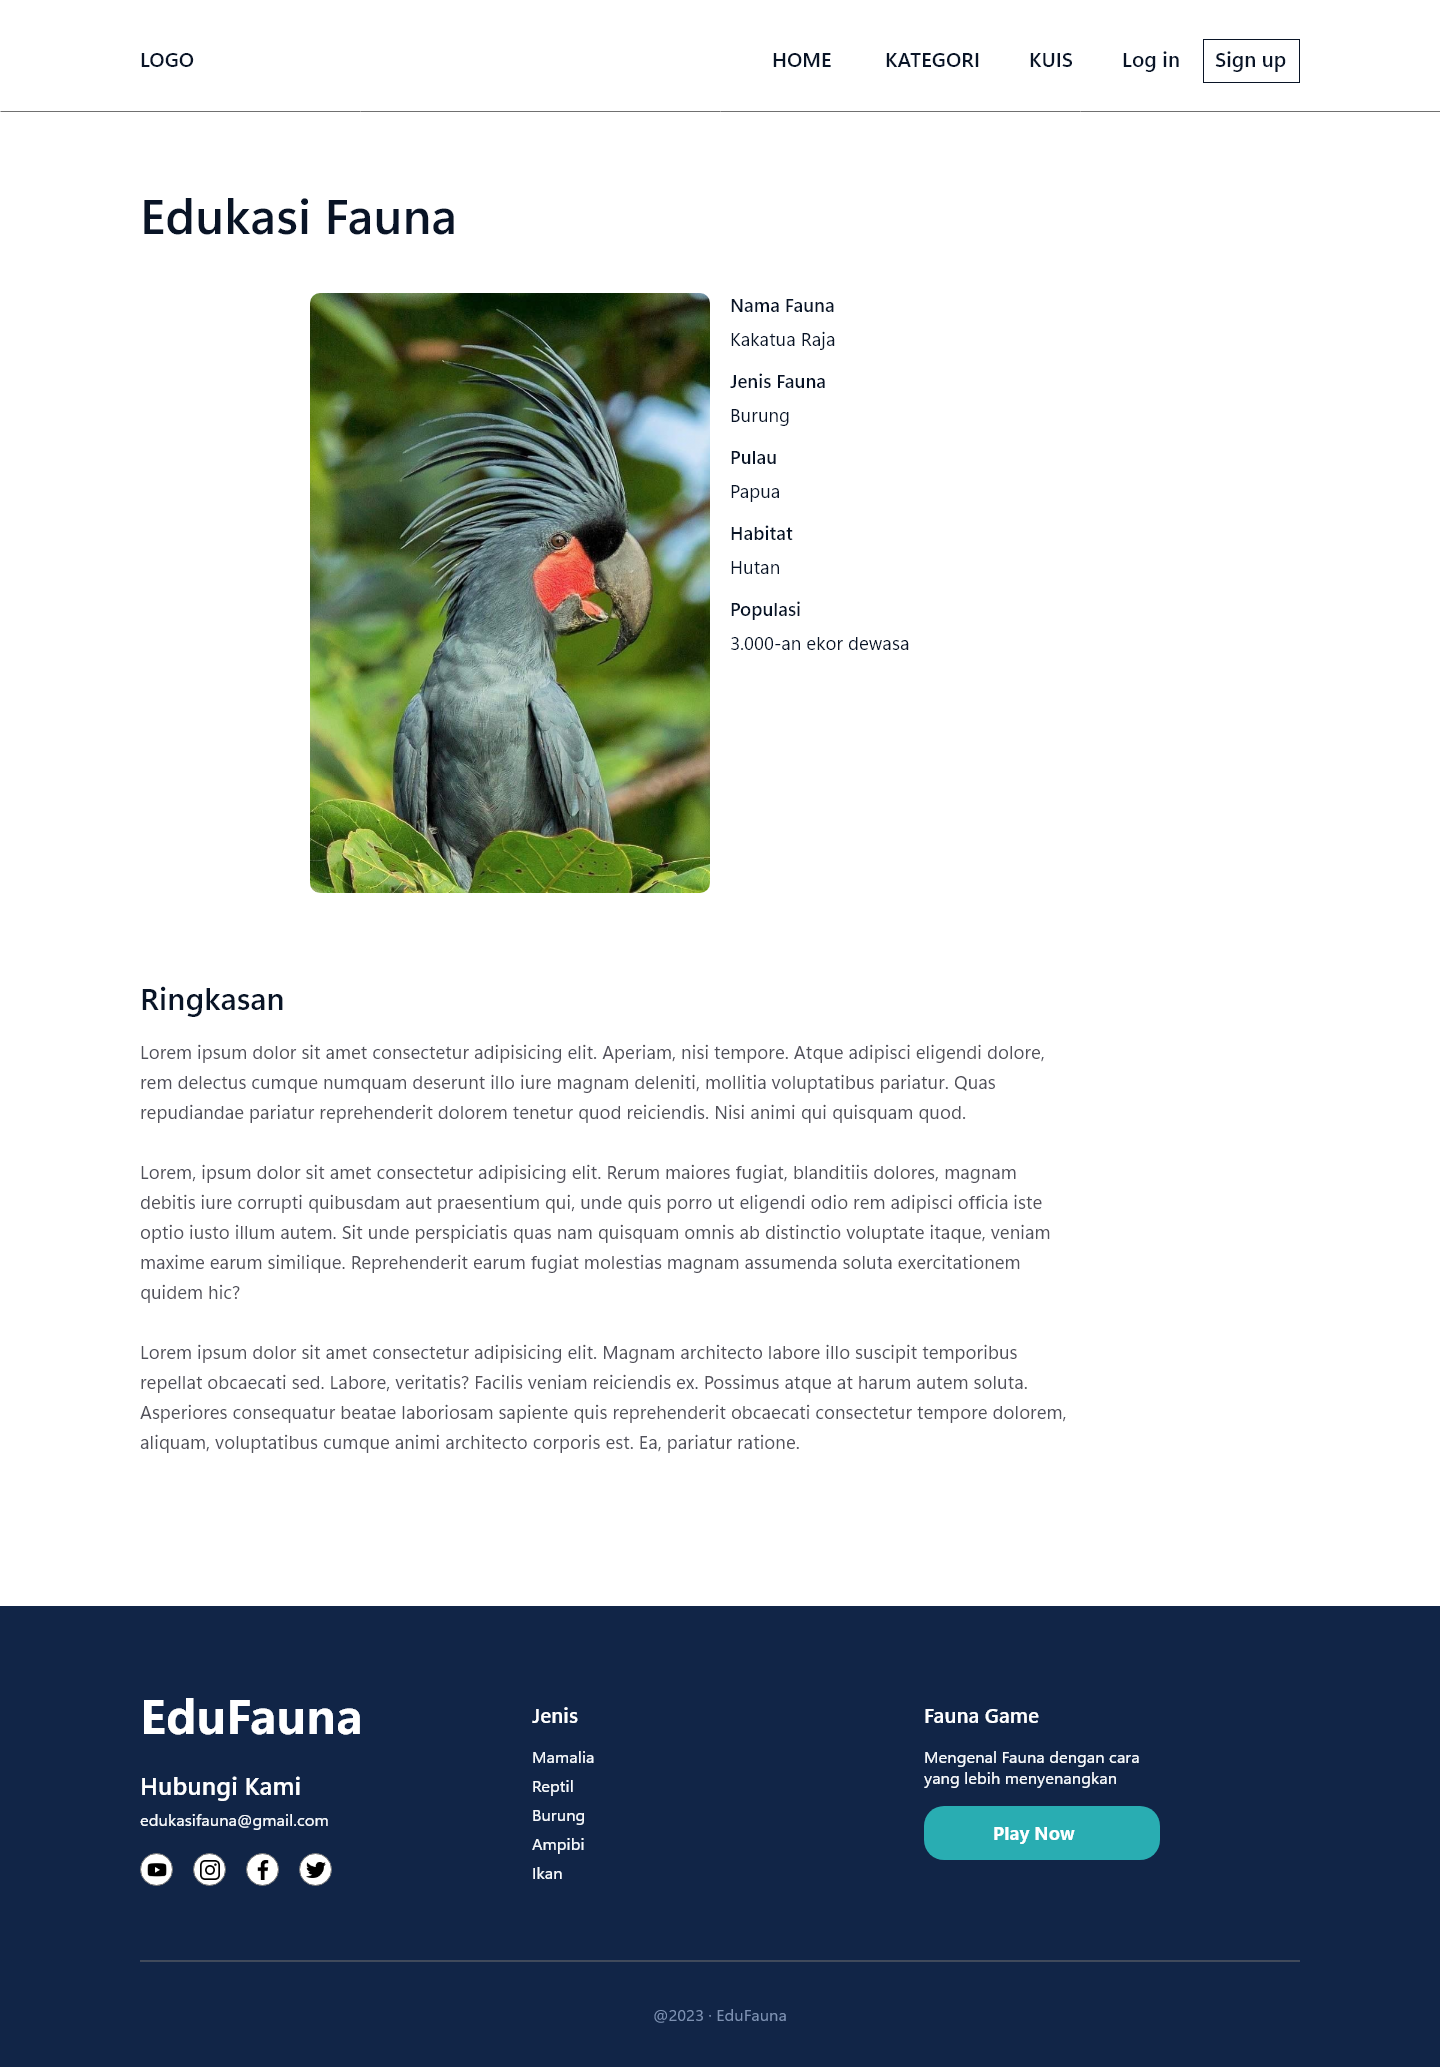 LOGO
HOME KATEGORI KUIS Log in Sign up
Edukasi Fauna
Nama Fauna
Kakatua Raja
Jenis Fauna
Burung
Pulau
Papua
Habitat
Hutan
Populasi
3.000-an ekor dewasa
Ringkasan
Lorem ipsum dolor sit amet consectetur adipisicing elit. Aperiam, nisi tempore. Atque adipisci eligendi dolore,
rem delectus cumque numquam deserunt illo iure magnam deleniti, mollitia voluptatibus pariatur. Quas
repudiandae pariatur reprehenderit dolorem tenetur quod reiciendis. Nisi animi qui quisquam quod.
Lorem, ipsum dolor sit amet consectetur adipisicing elit. Rerum maiores fugiat, blanditiis dolores, magnam
debitis iure corrupti quibusdam aut praesentium qui, unde quis porro ut eligendi odio rem adipisci officia iste
optio iusto illum autem. Sit unde perspiciatis quas nam quisquam omnis ab distinctio voluptate itaque, veniam
maxime earum similique. Reprehenderit earum fugiat molestias magnam assumenda soluta exercitationem
quidem hic?
Lorem ipsum dolor sit amet consectetur adipisicing elit. Magnam architecto labore illo suscipit temporibus
repellat obcaecati sed. Labore, veritatis? Facilis veniam reiciendis ex. Possimus atque at harum autem soluta.
Asperiores consequatur beatae laboriosam sapiente quis reprehenderit obcaecati consectetur tempore dolorem,
aliquam, voluptatibus cumque animi architecto corporis est. Ea, pariatur ratione.
EduFauna
Hubungi Kami
edukasifauna@gmail.com
Jenis
Mamalia
Reptil
Burung
Ampibi
Ikan
Fauna Game
Mengenal Fauna dengan cara
yang lebih menyenangkan
Play Now
@2023 · EduFauna